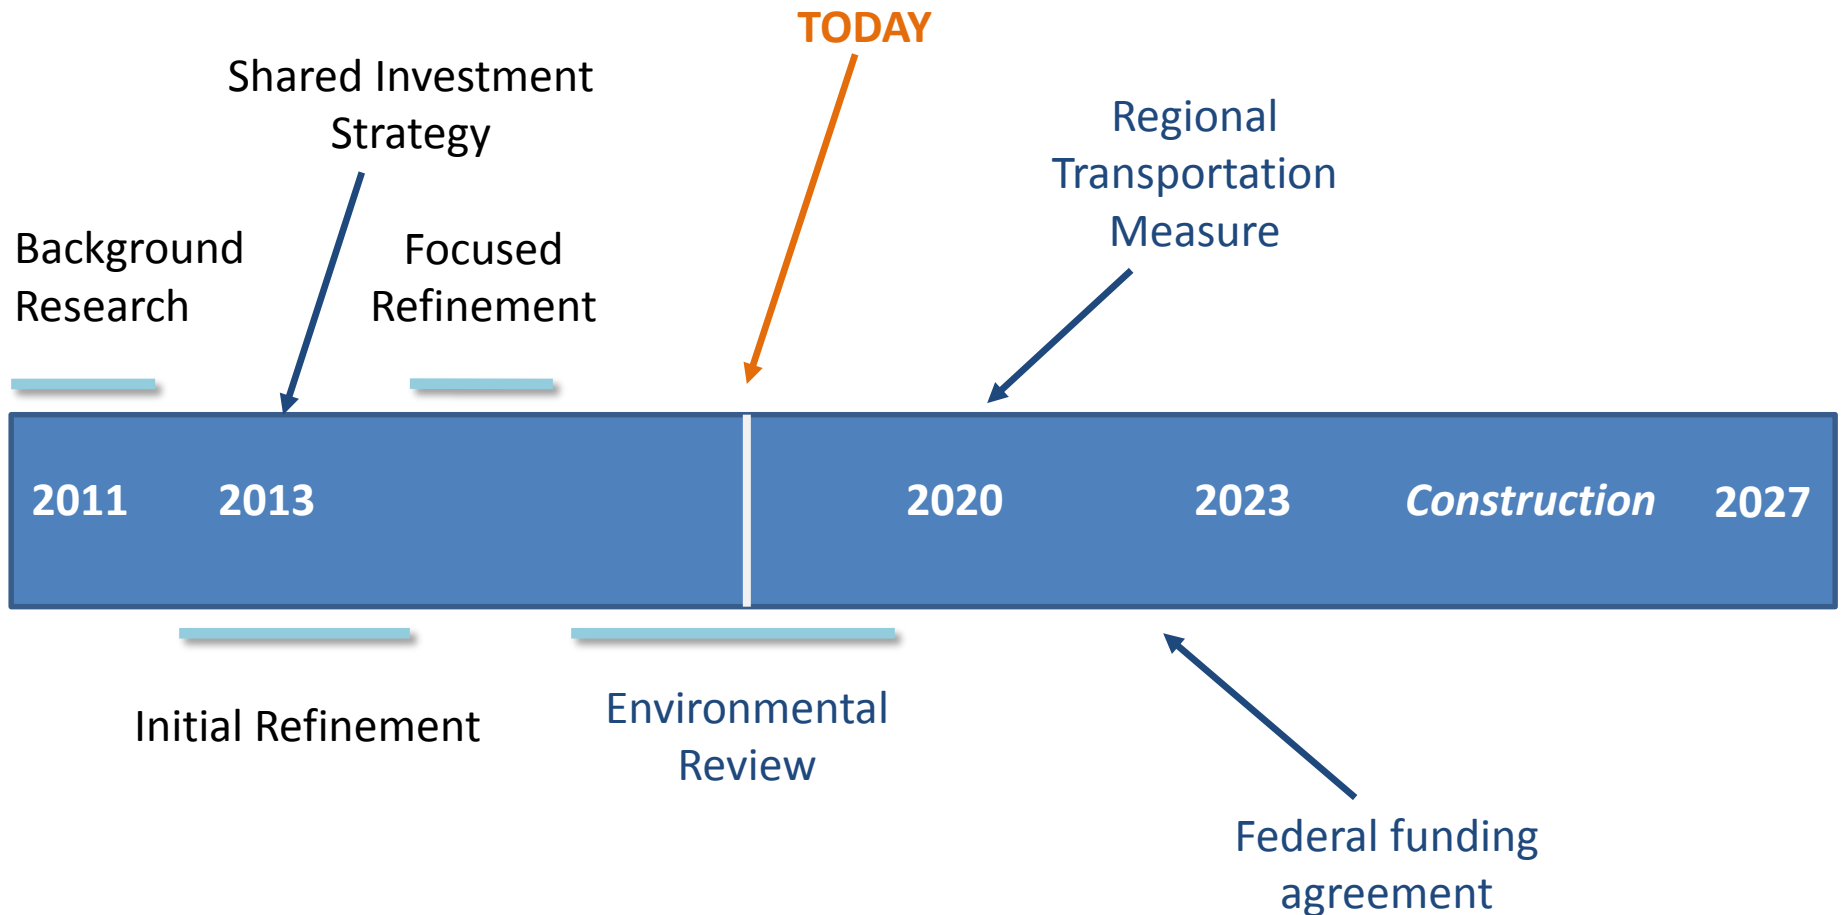 TODAY
Shared Investment
Strategy
Regional
Transportation
Measure
Background
Research
Focused
Refinement
2011
2013
2020
2023
Construction
2027
Initial Refinement
Environmental
Review
Federal funding
agreement